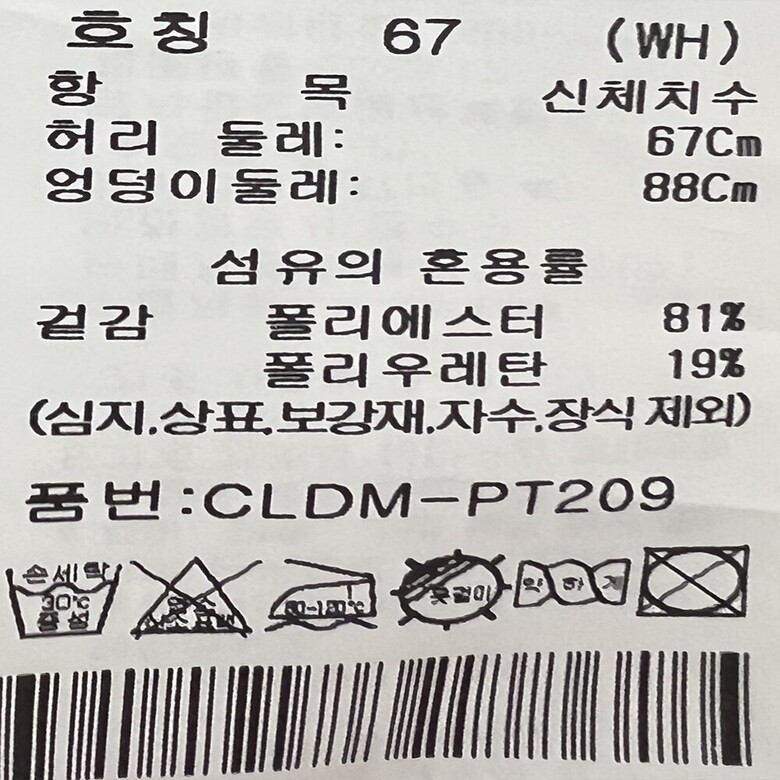 호칭 67 (WH)
항 목 신체치수
허리 둘레: 67Cm
엉덩이둘레: 88Cm
섬유의 혼용률
겉감 폴리에스터 81%
폴리우레탄 19%
(심지.상표.보강재.자수.장식 제외)
품번:CLDM-PT209
손세탁 약하게
30℃ 옷걸이
중성